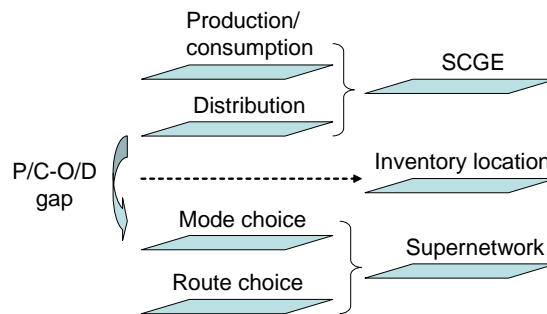 Production/
consumption
SCGE
Distribution
P/C-O/D
gap
Inventory location
Mode choice
Supernetwork
Route choice